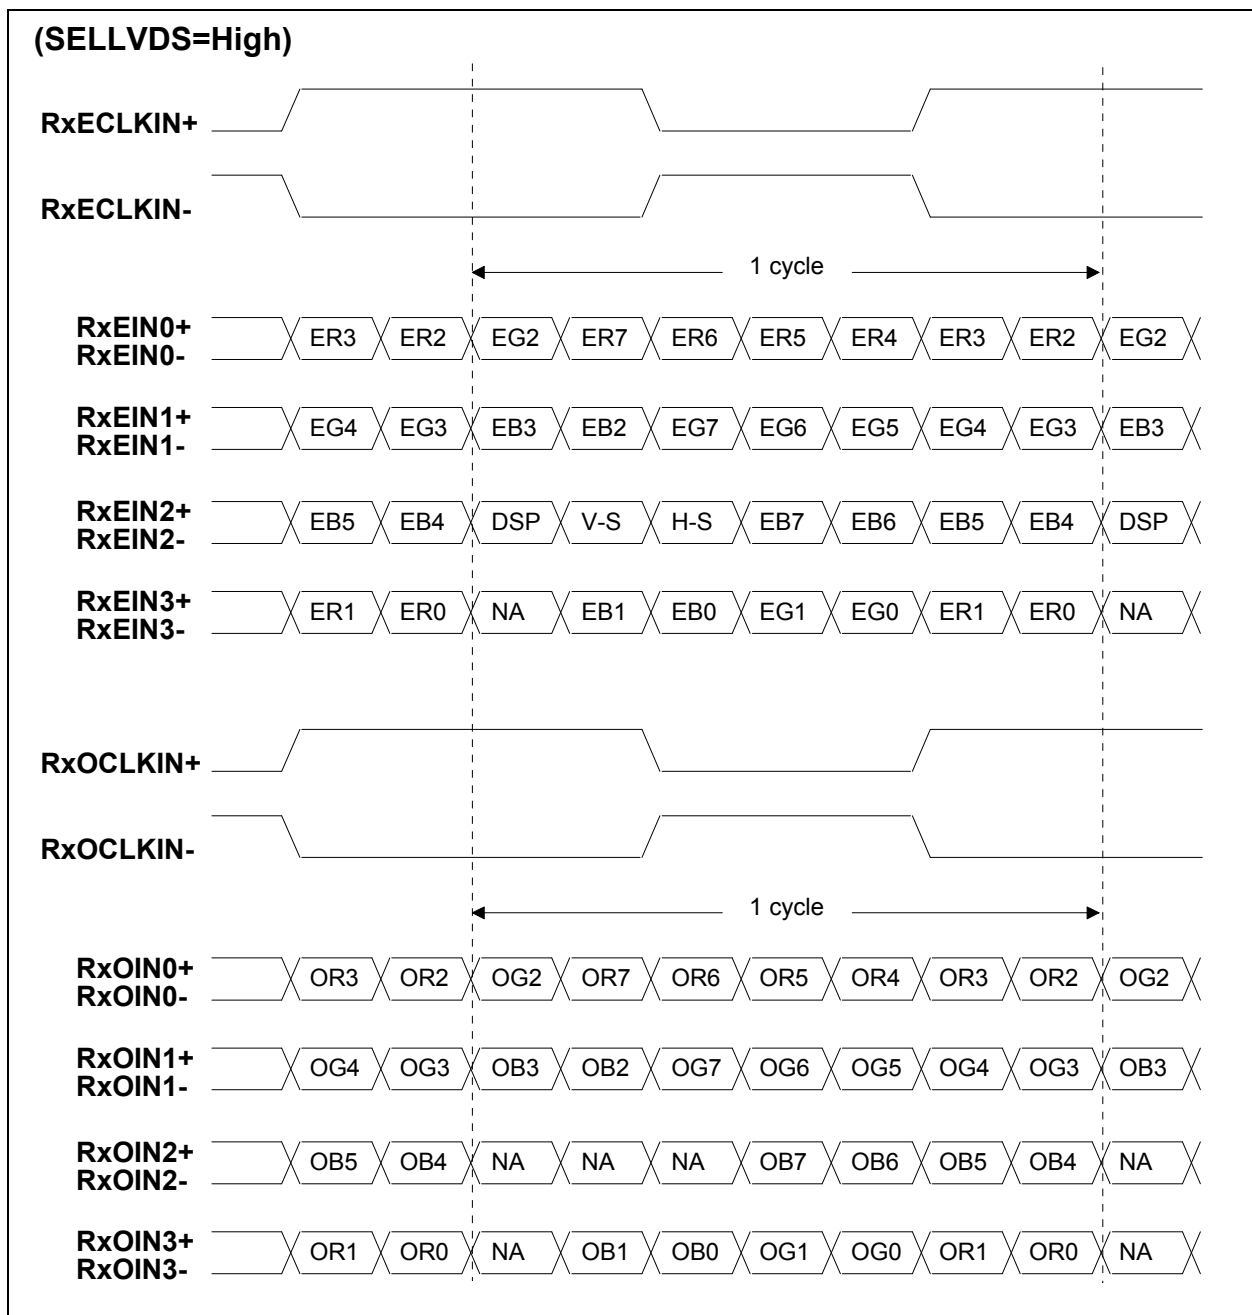 (SELLVDS=High)
RxECLKIN+
RxECLKIN-
1 cycle
RxEIN0+
RxEIN0-
ER3 ER2 EG2 ER7 ER6 ER5 ER4 ER3 ER2 EG2
RxEIN1+
RxEIN1-
EG4 EG3 EB3 EB2 EG7 EG6 EG5 EG4 EG3 EB3
RxEIN2+
RxEIN2-
EB5 EB4 DSP V-S H-S EB7 EB6 EB5 EB4 DSP
RxEIN3+
RxEIN3-
ER1 ER0 NA EB1 EB0 EG1 EG0 ER1 ER0 NA
RxOCLKIN+
RxOCLKIN-
1 cycle
RxOIN0+
RxOIN0-
OR3 OR2 OG2 OR7 OR6 OR5 OR4 OR3 OR2 OG2
RxOIN1+
RxOIN1-
OG4 OG3 OB3 OB2 OG7 OG6 OG5 OG4 OG3 OB3
RxOIN2+
RxOIN2-
OB5 OB4 NA NA NA OB7 OB6 OB5 OB4 NA
RxOIN3+
RxOIN3-
OR1 OR0 NA OB1 OB0 OG1 OG0 OR1 OR0 NA